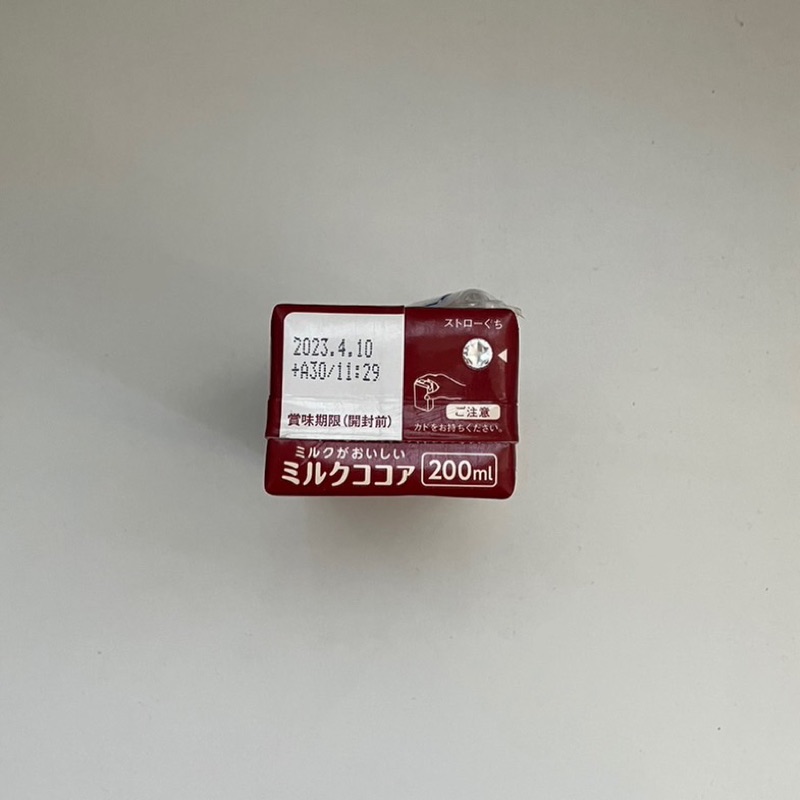 2023.4.10
+A30/11:29
賞味期限(開封前)
ストローぐち
ご注意
カドをお持ちください。
ミルクがおいしい
ミルクココア 200ml